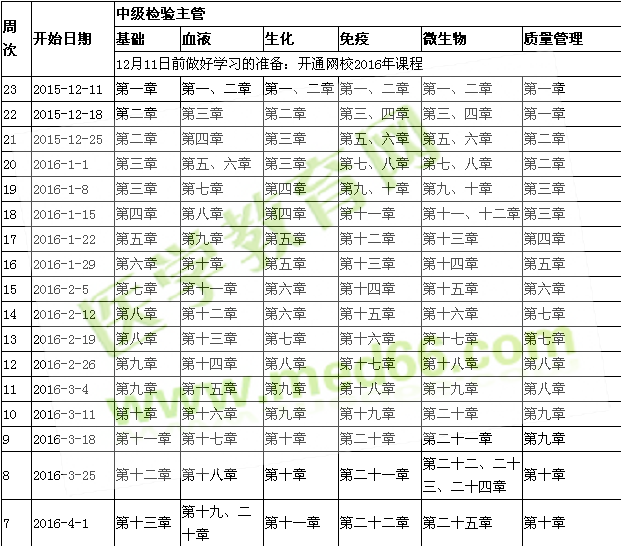 周次 开始日期 中级检验主管
基础 血液 生化 免疫 微生物 质量管理
12月11日前做好学习的准备：开通网校2016年课程
23 2015-12-11 第一章 第一、二章 第一、二章 第一、二章 第一、二章 第一章
22 2015-12-18 第二章 第三章 第二章 第三、四章 第三、四章 第一章
21 2015-12-25 第二章 第四章 第三章 第五、六章 第五、六章 第二章
20 2016-1-1 第三章 第五、六章 第三章 第七、八章 第七、八章 第二章
19 2016-1-8 第三章 第七章 第四章 第九、十章 第九、十章 第三章
18 2016-1-15 第四章 第八章 第四章 第十一章 第十一、十二章 第三章
17 2016-1-22 第五章 第九章 第五章 第十二章 第十三章 第四章
16 2016-1-29 第六章 第十章 第五章 第十三章 第十四章 第五章
15 2016-2-5 第七章 第十一章 第六章 第十四章 第十五章 第六章
14 2016-2-12 第八章 第十二章 第六章 第十五章 第十六章 第七章
13 2016-2-19 第八章 第十三章 第七章 第十六章 第十七章 第七章
12 2016-2-26 第九章 第十四章 第八章 第十七章 第十八章 第八章
11 2016-3-4 第九章 第十五章 第九章 第十八章 第十九章 第八章
10 2016-3-11 第十章 第十六章 第九章 第十九章 第二十章 第九章
9 2016-3-18 第十一章 第十七章 第十章 第二十章 第二十一章 第九章
8 2016-3-25 第十二章 第十八章 第十章 第二十一章 第二十二、二十三、二十四章 第十章
7 2016-4-1 第十三章 第十九、二十章 第十一章 第二十二章 第二十五章 第十章
医学教育网
www.med66.com